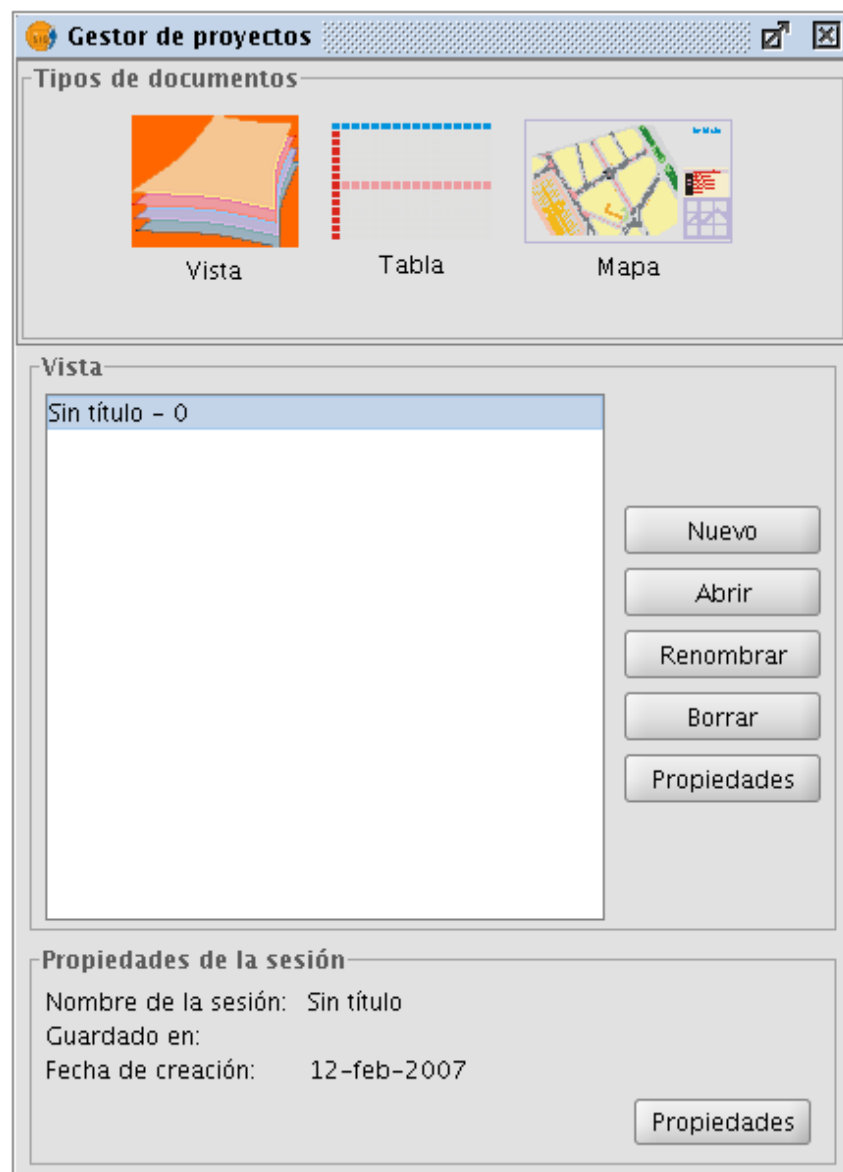 Gestor de proyectos
Tipos de documentos
Vista
Tabla
Mapa
Vista
Sin título - 0
Nuevo
Abrir
Renombrar
Borrar
Propiedades
Propiedades de la sesión
Nombre de la sesión: Sin título
Guardado en:
Fecha de creación: 12-feb-2007
Propiedades